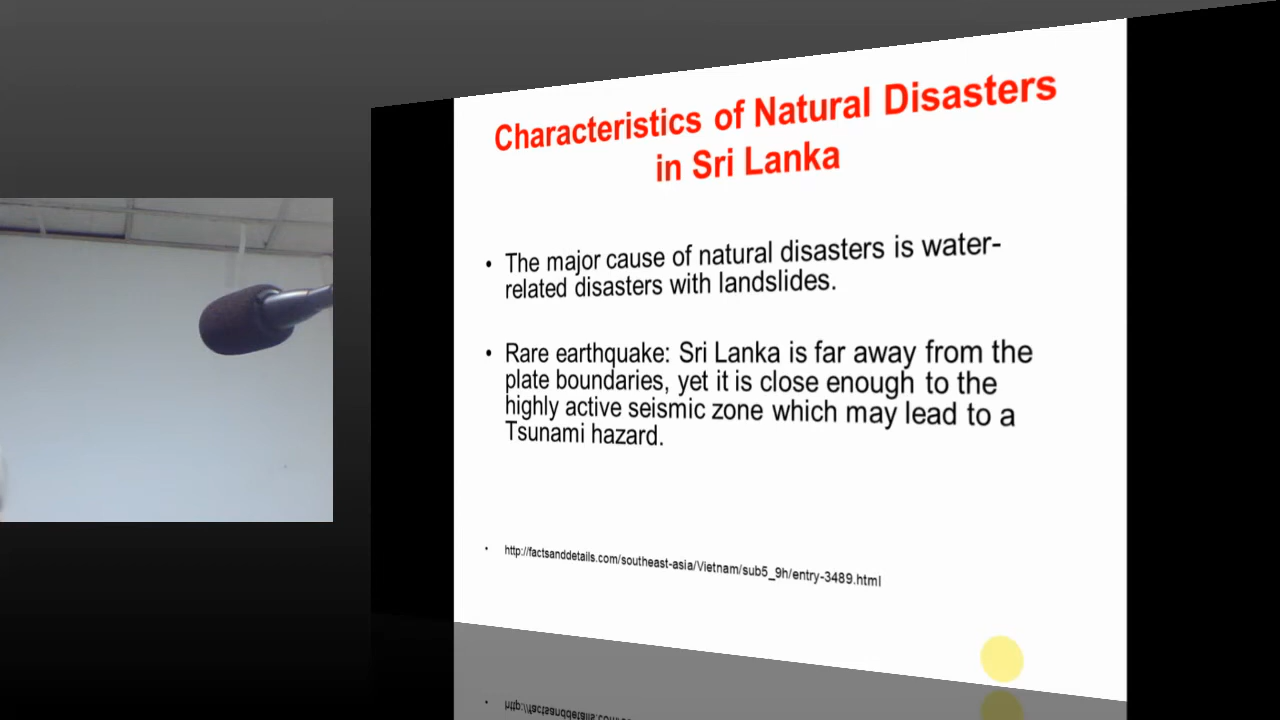 Characteristics of Natural Disasters
in Sri Lanka
• The major cause of natural disasters is water-
related disasters with landslides.
• Rare earthquake: Sri Lanka is far away from the
plate boundaries, yet it is close enough to the
highly active seismic zone which may lead to a
Tsunami hazard.
• http://factsanddetails.com/southeast-asia/Vietnam/sub5_9h/entry-3489.html